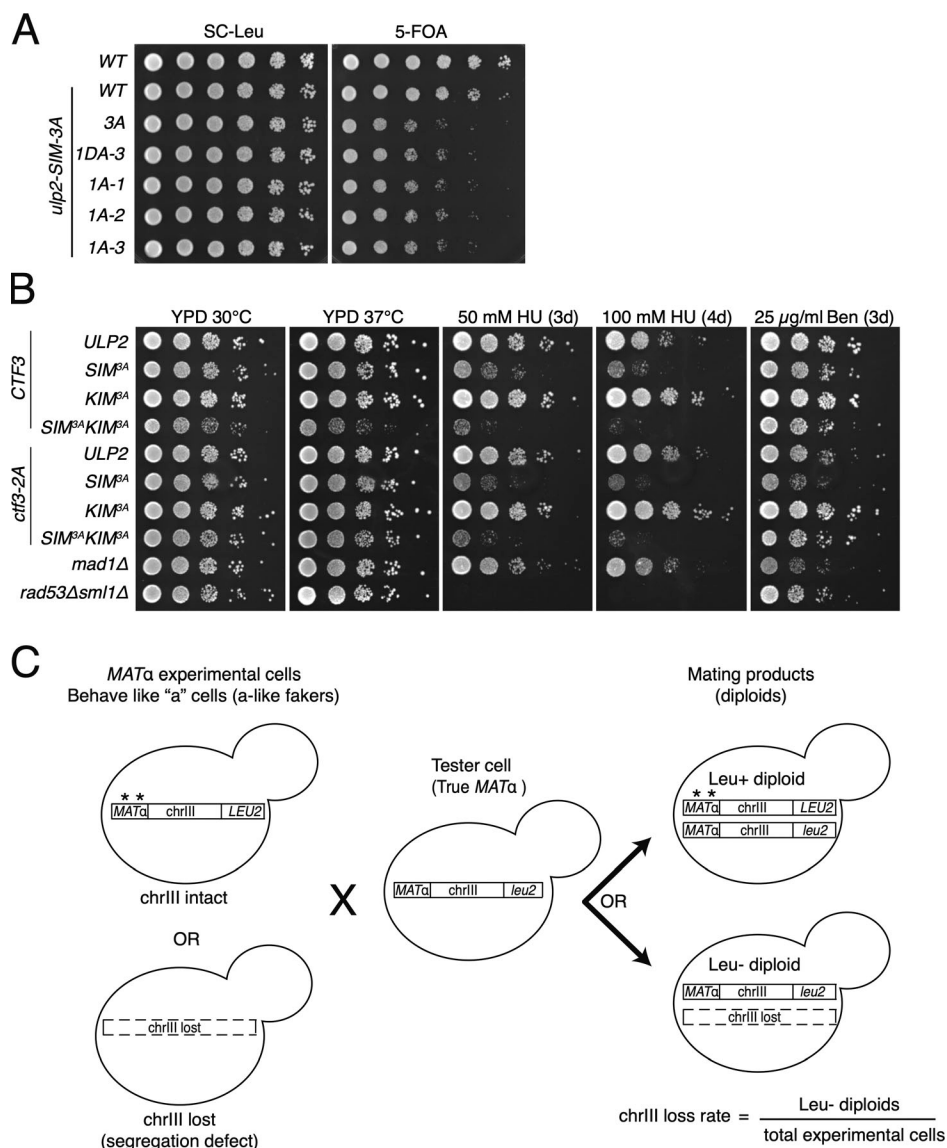 A
SC-Leu 5-FOA
WT
WT
3A
1DA-3
1A-1
1A-2
1A-3
ulp2-SIM-3A
B
YPD 30°C YPD 37°C 50 mM HU (3d) 100 mM HU (4d) 25 µg/ml Ben (3d)
CTF3
ULP2
SIM³ᴬ
KIM³ᴬ
SIM³ᴬKIM³ᴬ
ctf3-2A
ULP2
SIM³ᴬ
KIM³ᴬ
SIM³ᴬKIM³ᴬ
mad1Δ
rad53Δsml1Δ
C
MATα experimental cells
Behave like "a" cells (a-like fakers)
* *
MATα chrIII LEU2
chrIII intact
OR
chrIII lost
chrIII lost
(segregation defect)
X
Tester cell
(True MATα )
MATα chrIII leu2
OR
Mating products
(diploids)
Leu+ diploid
* *
MATα chrIII LEU2
MATα chrIII leu2
Leu- diploid
MATα chrIII leu2
chrIII lost
chrIII loss rate = Leu- diploids
total experimental cells